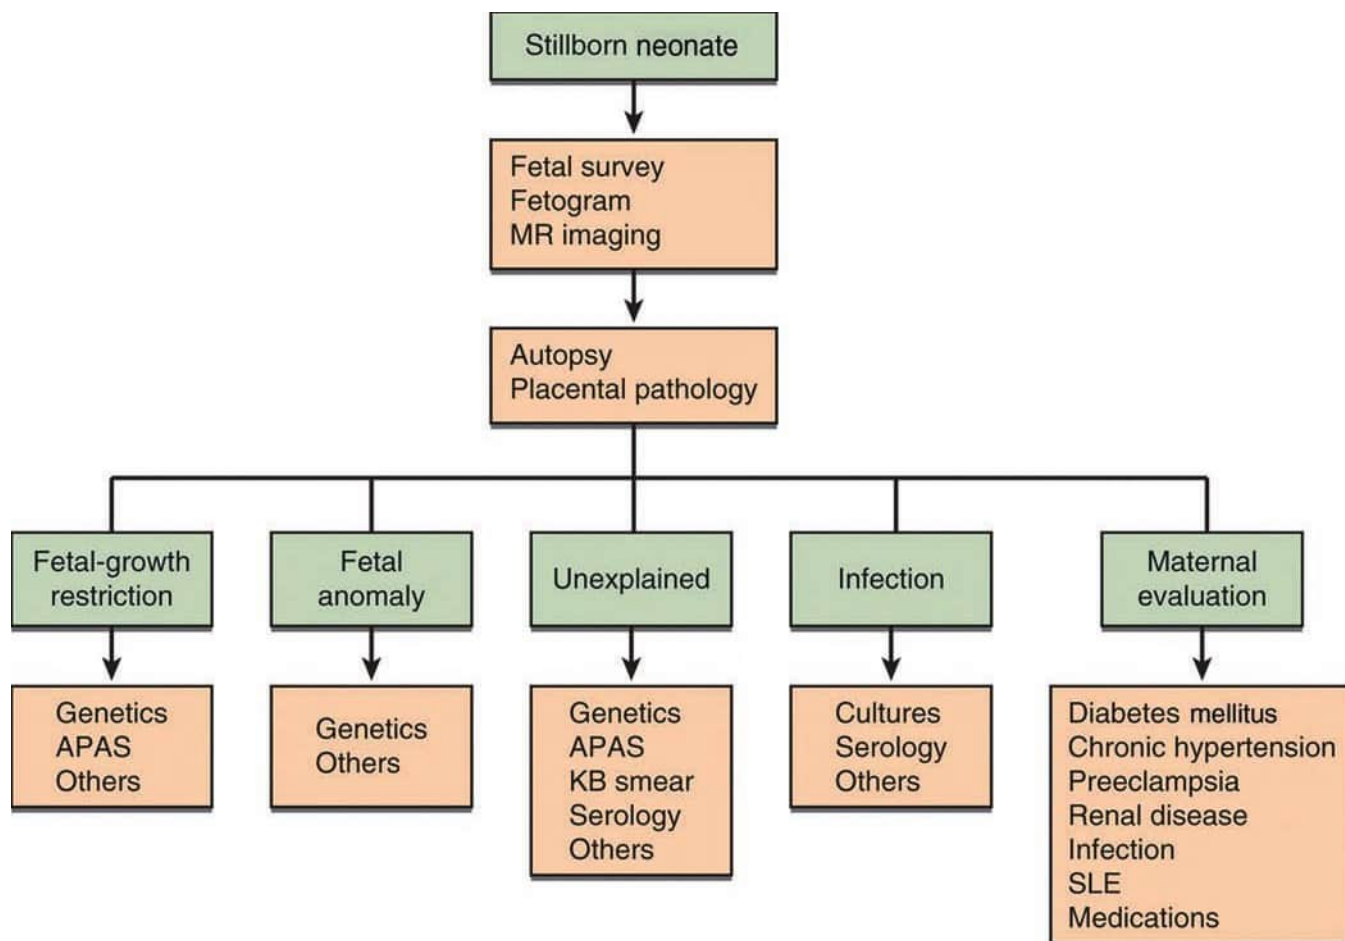 Stillborn neonate
Fetal survey
Fetogram
MR imaging
Autopsy
Placental pathology
Fetal-growth
restriction
Fetal
anomaly
Unexplained
Infection
Maternal
evaluation
Genetics
APAS
Others
Genetics
Others
Genetics
APAS
KB smear
Serology
Others
Cultures
Serology
Others
Diabetes mellitus
Chronic hypertension
Preeclampsia
Renal disease
Infection
SLE
Medications